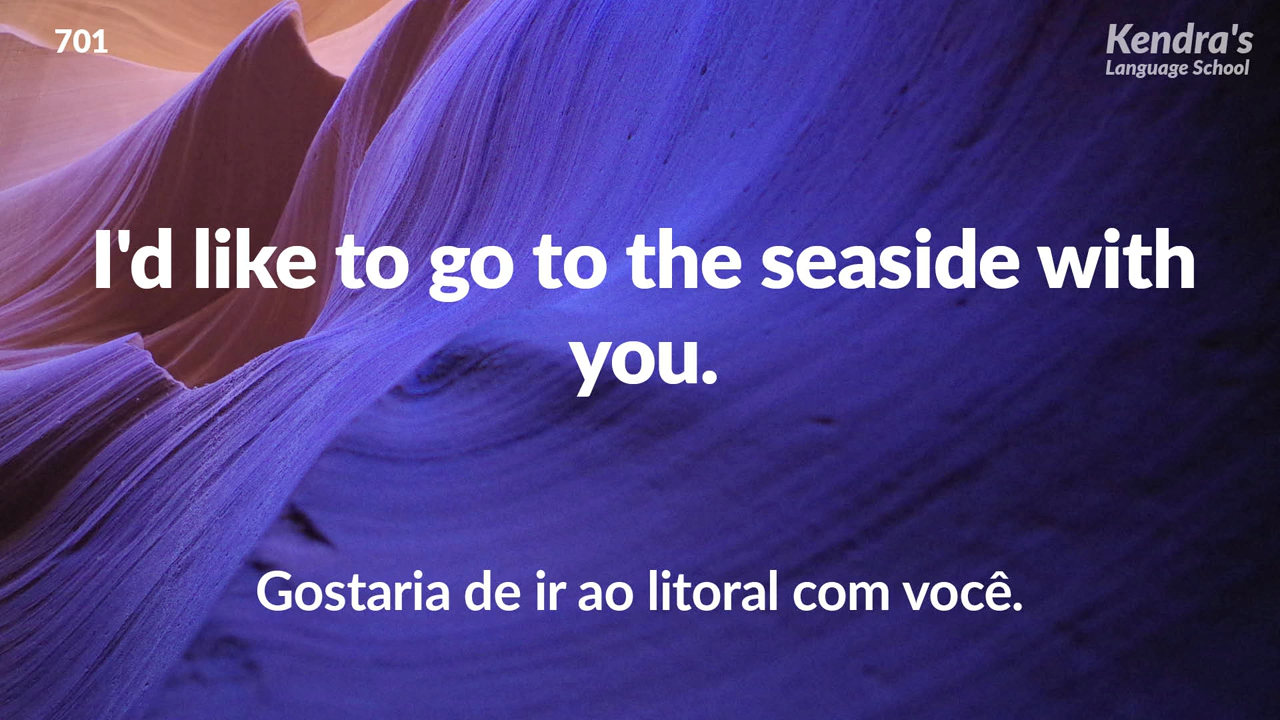 701
Kendra's
Language School
I'd like to go to the seaside with
you.
Gostaria de ir ao litoral com você.